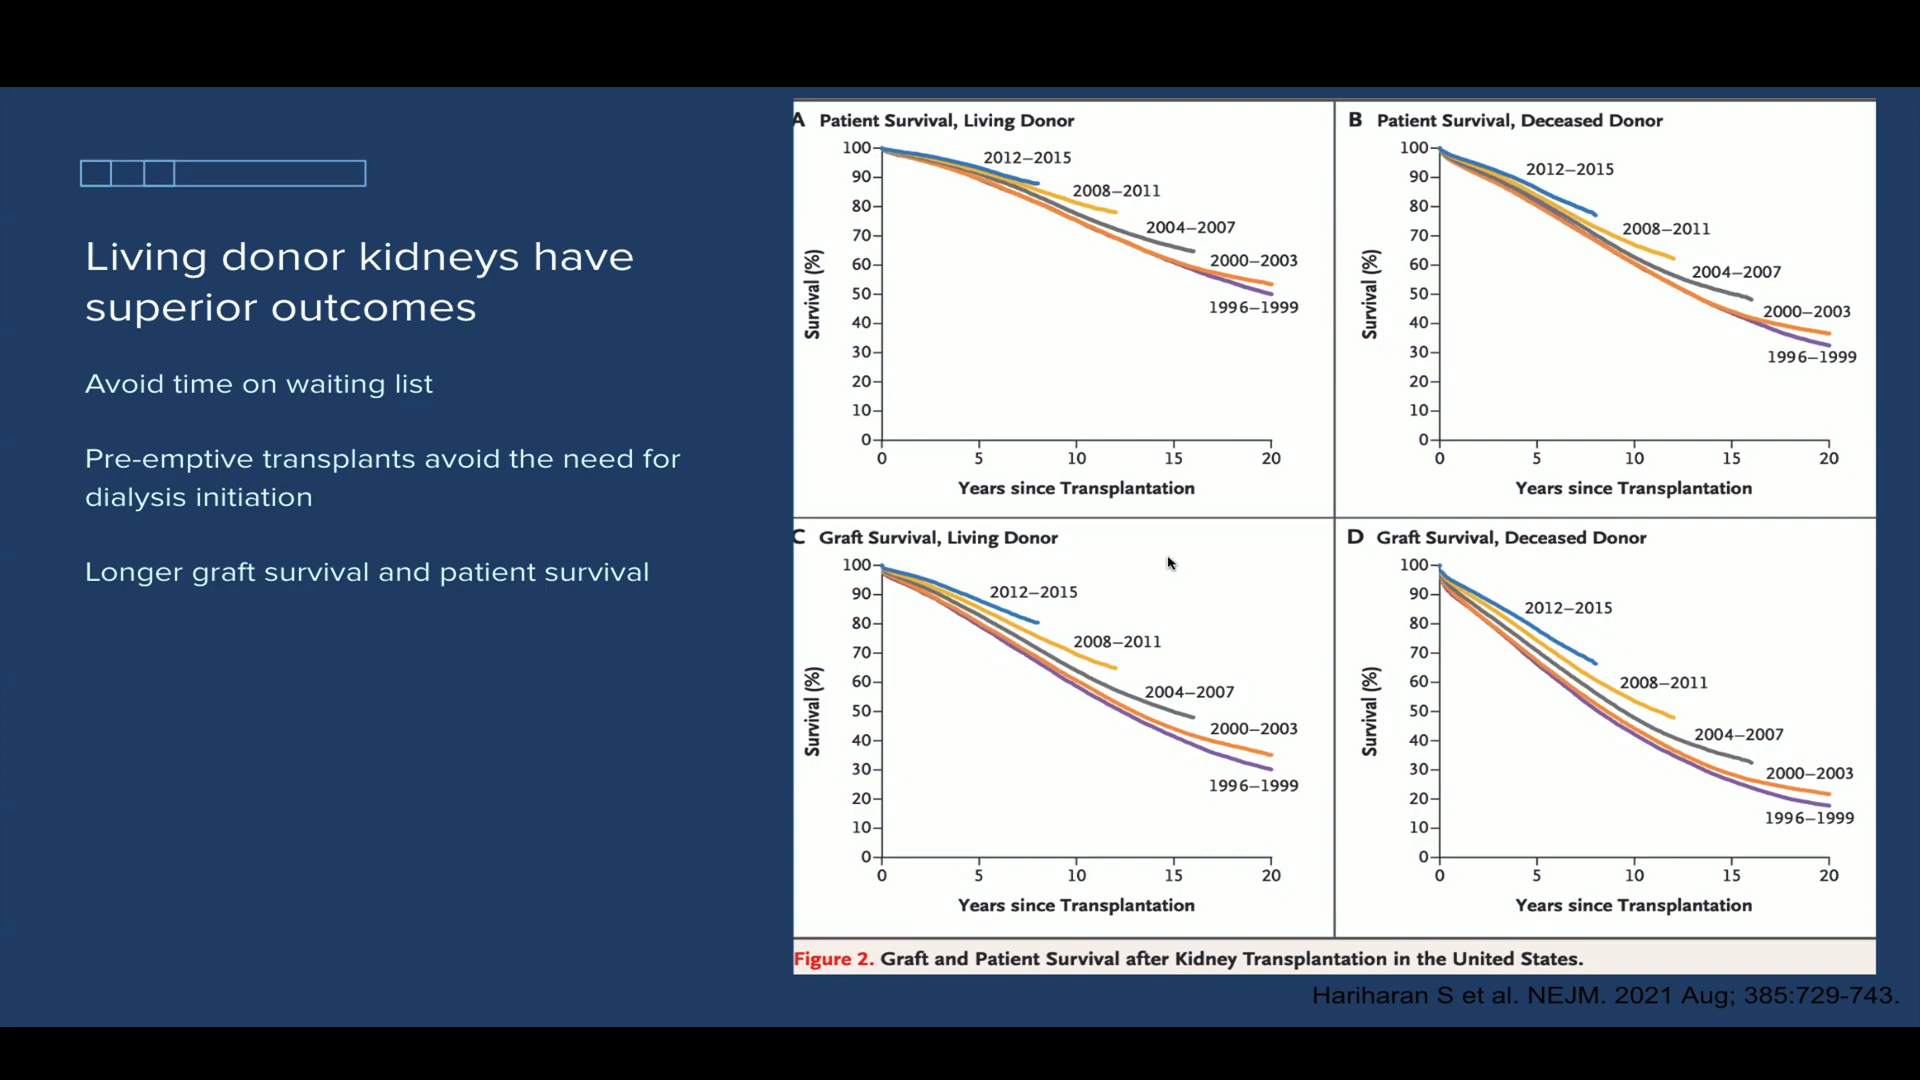 Living donor kidneys have
superior outcomes
Avoid time on waiting list
Pre-emptive transplants avoid the need for
dialysis initiation
Longer graft survival and patient survival
A Patient Survival, Living Donor
100
90
80
70
60
50
40
30
20
10
0
Survival (%)
2012–2015
2008–2011
2004–2007
2000–2003
1996–1999
0 5 10 15 20
Years since Transplantation
B Patient Survival, Deceased Donor
100
90
80
70
60
50
40
30
20
10
0
Survival (%)
2012–2015
2008–2011
2004–2007
2000–2003
1996–1999
0 5 10 15 20
Years since Transplantation
C Graft Survival, Living Donor
100
90
80
70
60
50
40
30
20
10
0
Survival (%)
2012–2015
2008–2011
2004–2007
2000–2003
1996–1999
0 5 10 15 20
Years since Transplantation
D Graft Survival, Deceased Donor
100
90
80
70
60
50
40
30
20
10
0
Survival (%)
2012–2015
2008–2011
2004–2007
2000–2003
1996–1999
0 5 10 15 20
Years since Transplantation
Figure 2. Graft and Patient Survival after Kidney Transplantation in the United States.
Hariharan S et al. NEJM. 2021 Aug; 385:729-743.